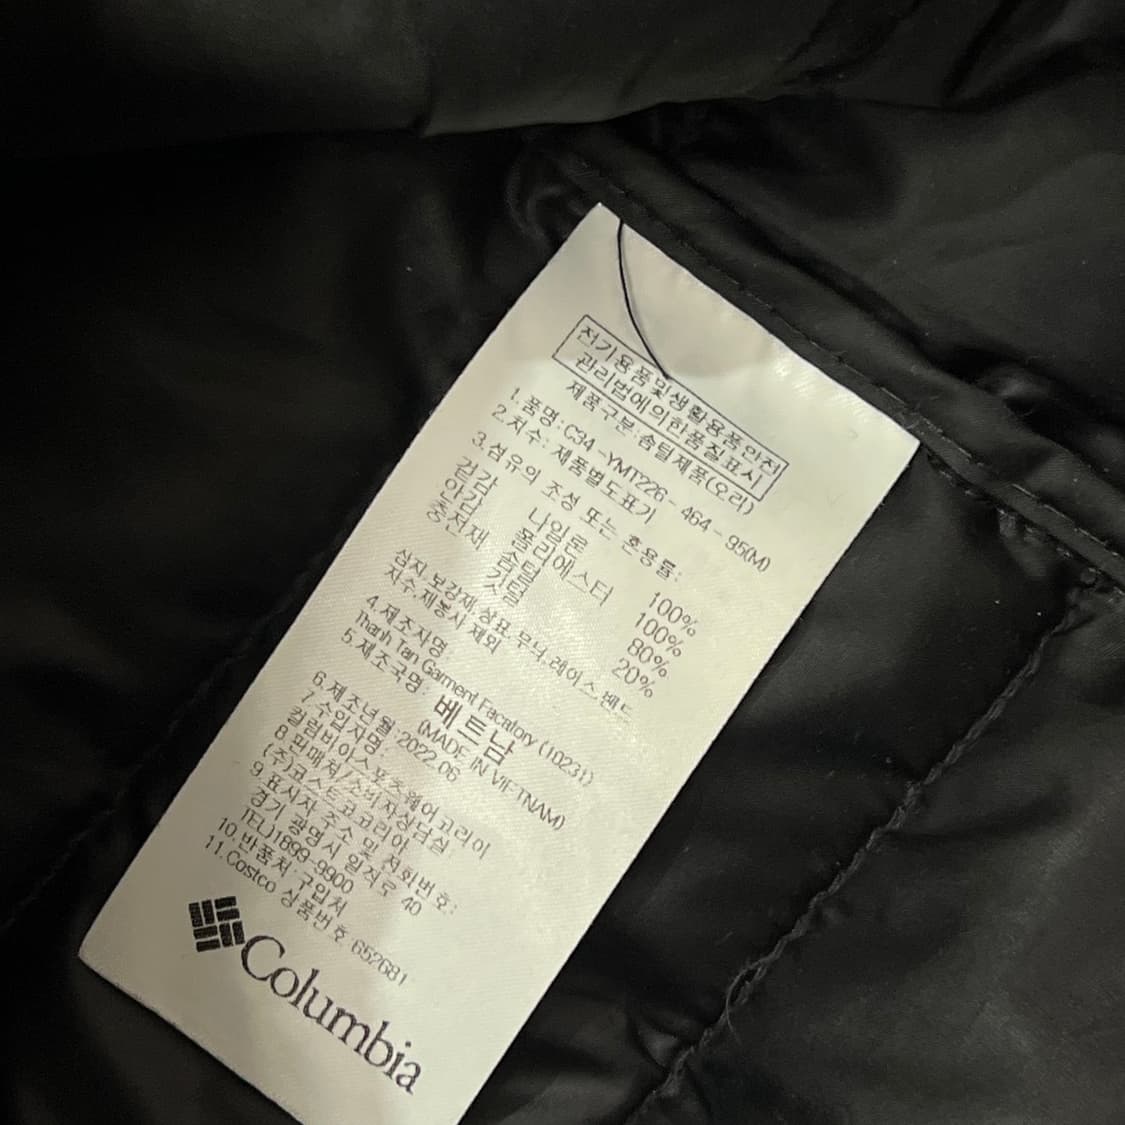 전기용품및생활용품안전
관리법에의한품질표시
제품구분:솜털제품(오리)
1.품명:C34-YMT226-464-95(M)
2.치수: 제품별도표기
3.섬유의 조성 또는 혼용률:
겉감 나일론 100%
안감 폴리에스터 100%
충전재 솜털 80%
깃털 20%
심지,보강재,상표,무늬,레이스,밴드
자수,재봉사 제외
4.제조자명:
Thanh Tan Garment Facatory (10231)
5.제조국명: 베트남
(MADE IN VIETNAM)
6.제조년월:2022.06
7.수입자명:
컬럼비아스포츠웨어코리아
8.판매처/소비자상담실:
(주)코스트코코리아
9.표시자 주소 및 전화번호:
경기 광명시 일직로 40
TEL)1899-9900
10.반품처:구입처
11.Costco 상품번호:652681
Columbia